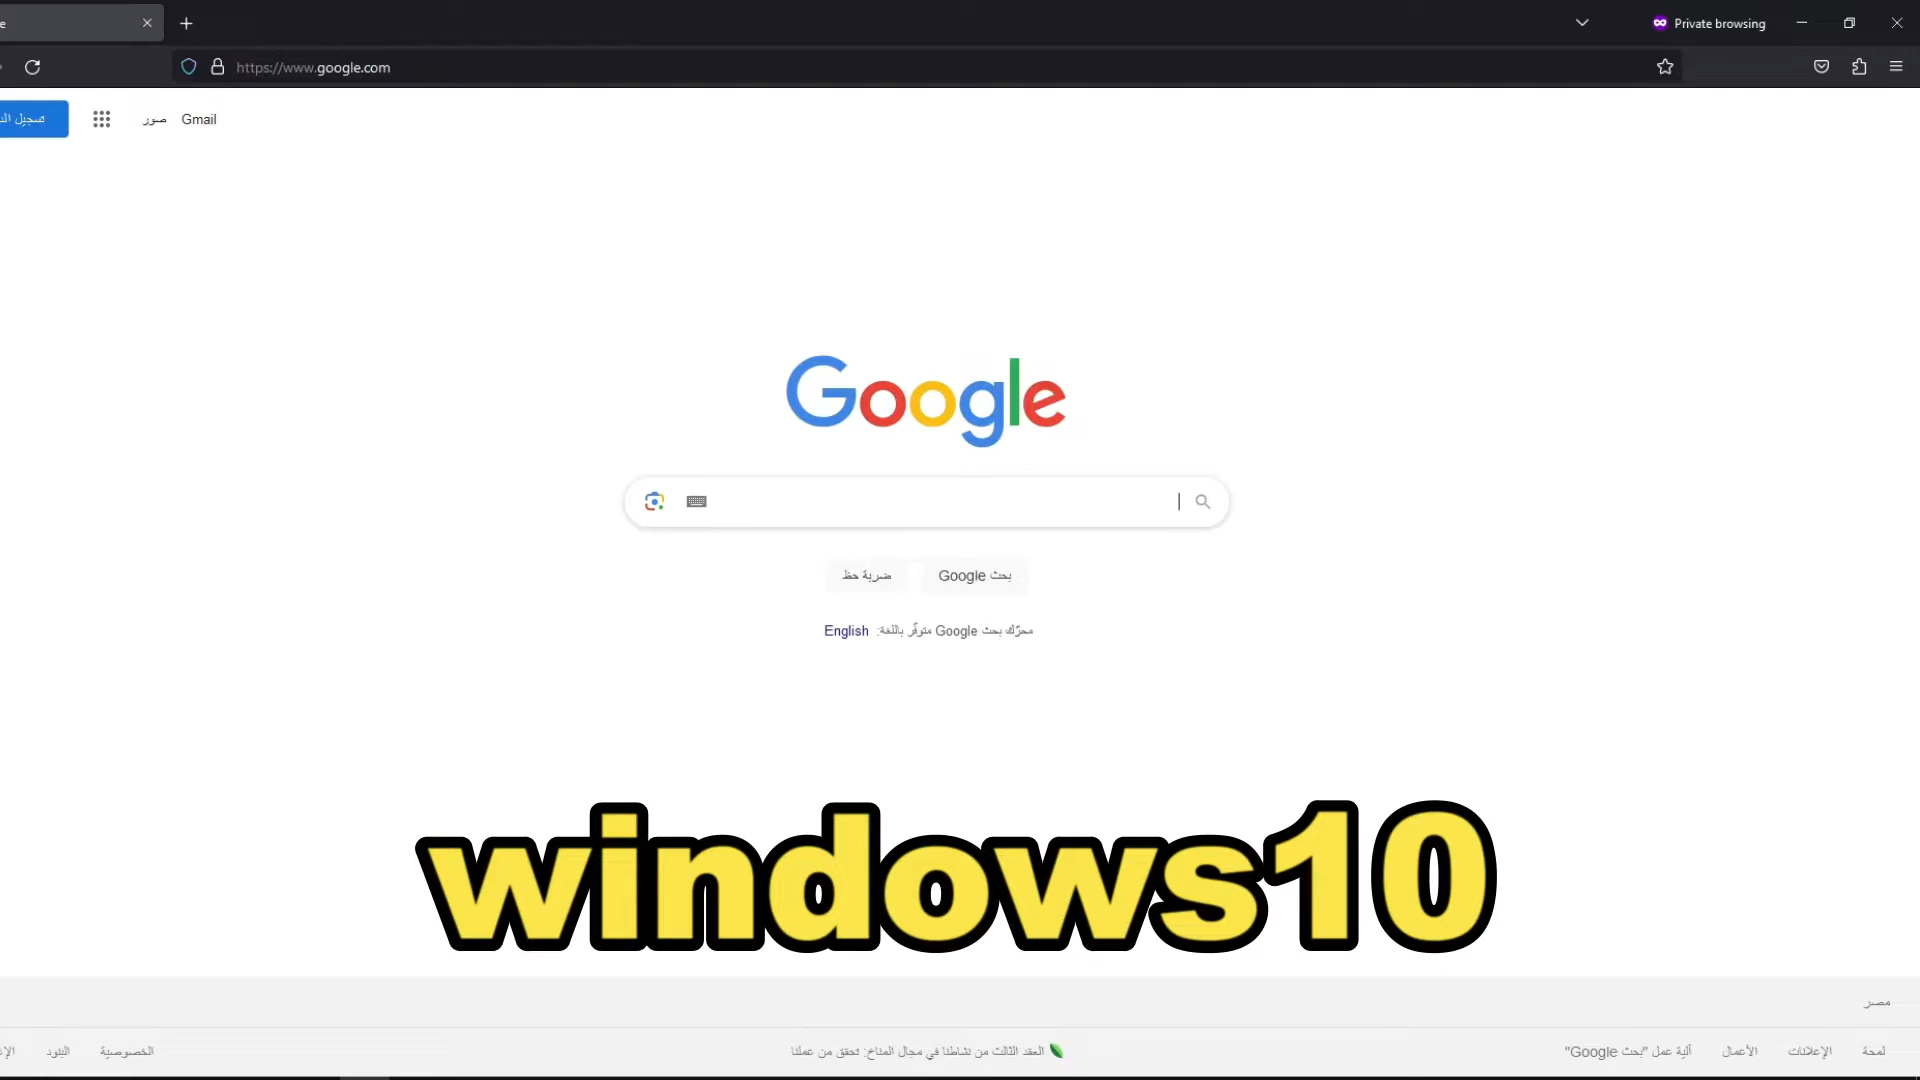 Private browsing
https://www.google.com
Gmail صور
Google
بحث Google ضربة حظ
محرّك بحث Google متوفّر باللغة: English
windows10
مصر
لمحة الإعلانات الأعمال آلية عمل "بحث Google"
العقد الثالث من نشاطنا في مجال المناخ: تحقق من عملنا
الخصوصية البنود